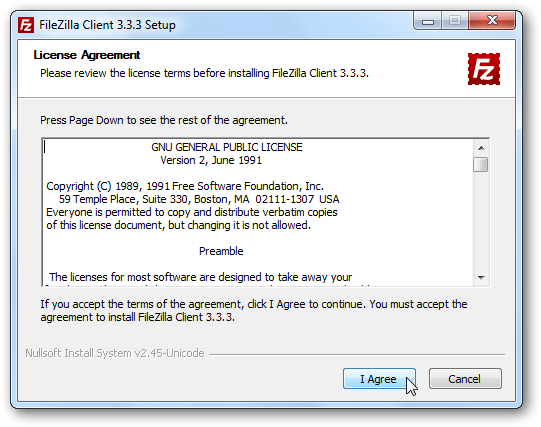 FileZilla Client 3.3.3 Setup
License Agreement
Please review the license terms before installing FileZilla Client 3.3.3.
Fz
Press Page Down to see the rest of the agreement.
GNU GENERAL PUBLIC LICENSE
Version 2, June 1991
Copyright (C) 1989, 1991 Free Software Foundation, Inc.
59 Temple Place, Suite 330, Boston, MA 02111-1307 USA
Everyone is permitted to copy and distribute verbatim copies
of this license document, but changing it is not allowed.
Preamble
The licenses for most software are designed to take away your
If you accept the terms of the agreement, click I Agree to continue. You must accept the
agreement to install FileZilla Client 3.3.3.
Nullsoft Install System v2.45-Unicode
I Agree
Cancel